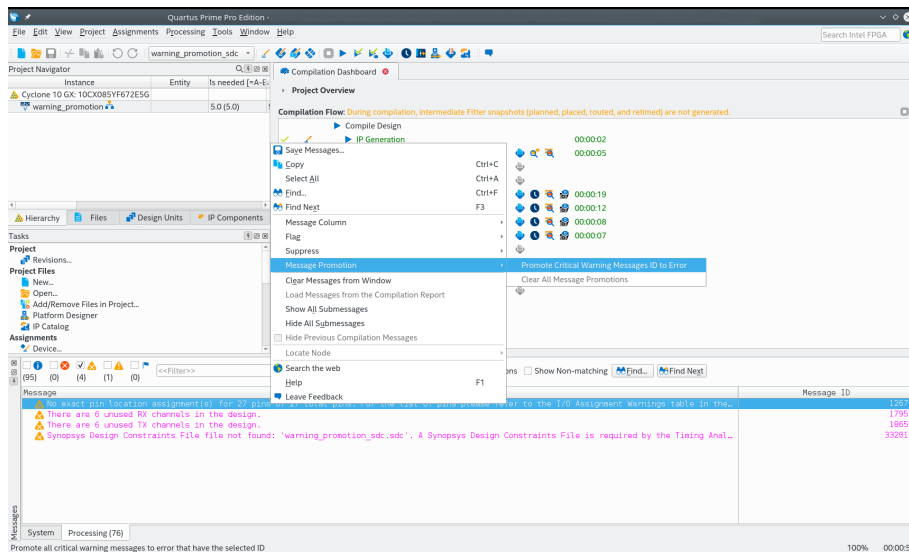 Quartus Prime Pro Edition -
File Edit View Project Assignments Processing Tools Window Help
Search Intel FPGA
warning_promotion_sdc
Project Navigator
Compilation Dashboard
Instance Entity ls needed [=A-E
Project Overview
Cyclone 10 GX: 10CX085YF672E5G
warning_promotion 5.0 (5.0)
Compilation Flow: During compilation, intermediate Fitter snapshots (planned, placed, routed, and retimed) are not generated.
Compile Design
IP Generation 00:00:02
00:00:05
00:00:19
00:00:12
00:00:08
00:00:07
Hierarchy Files Design Units IP Components
Tasks
Project
Revisions...
Project Files
New...
Open...
Add/Remove Files in Project...
Platform Designer
IP Catalog
Assignments
Device...
Save Messages...
Copy Ctrl+C
Select All Ctrl+A
Find... Ctrl+F
Find Next F3
Message Column
Flag
Suppress
Message Promotion
Promote Critical Warning Messages ID to Error
Clear All Message Promotions
Clear Messages from Window
Load Messages from the Compilation Report
Show All Submessages
Hide All Submessages
Hide Previous Compilation Messages
Locate Node
Search the web
Help F1
Leave Feedback
(95) (0) (4) (1) (0) <<Filter>> ons Show Non-matching Find... Find Next
Message Message ID
No exact pin location assignment(s) for 27 pins of 27 total pins. For the list of pins please refer to the I/O Assignment Warnings table in the… 1267
There are 6 unused RX channels in the design. 1795
There are 6 unused TX channels in the design. 1865
Synopsys Design Constraints File file not found: 'warning_promotion_sdc.sdc'. A Synopsys Design Constraints File is required by the Timing Anal… 33201
Messages
System Processing (76)
Promote all critical warning messages to error that have the selected ID 100% 00:00:5